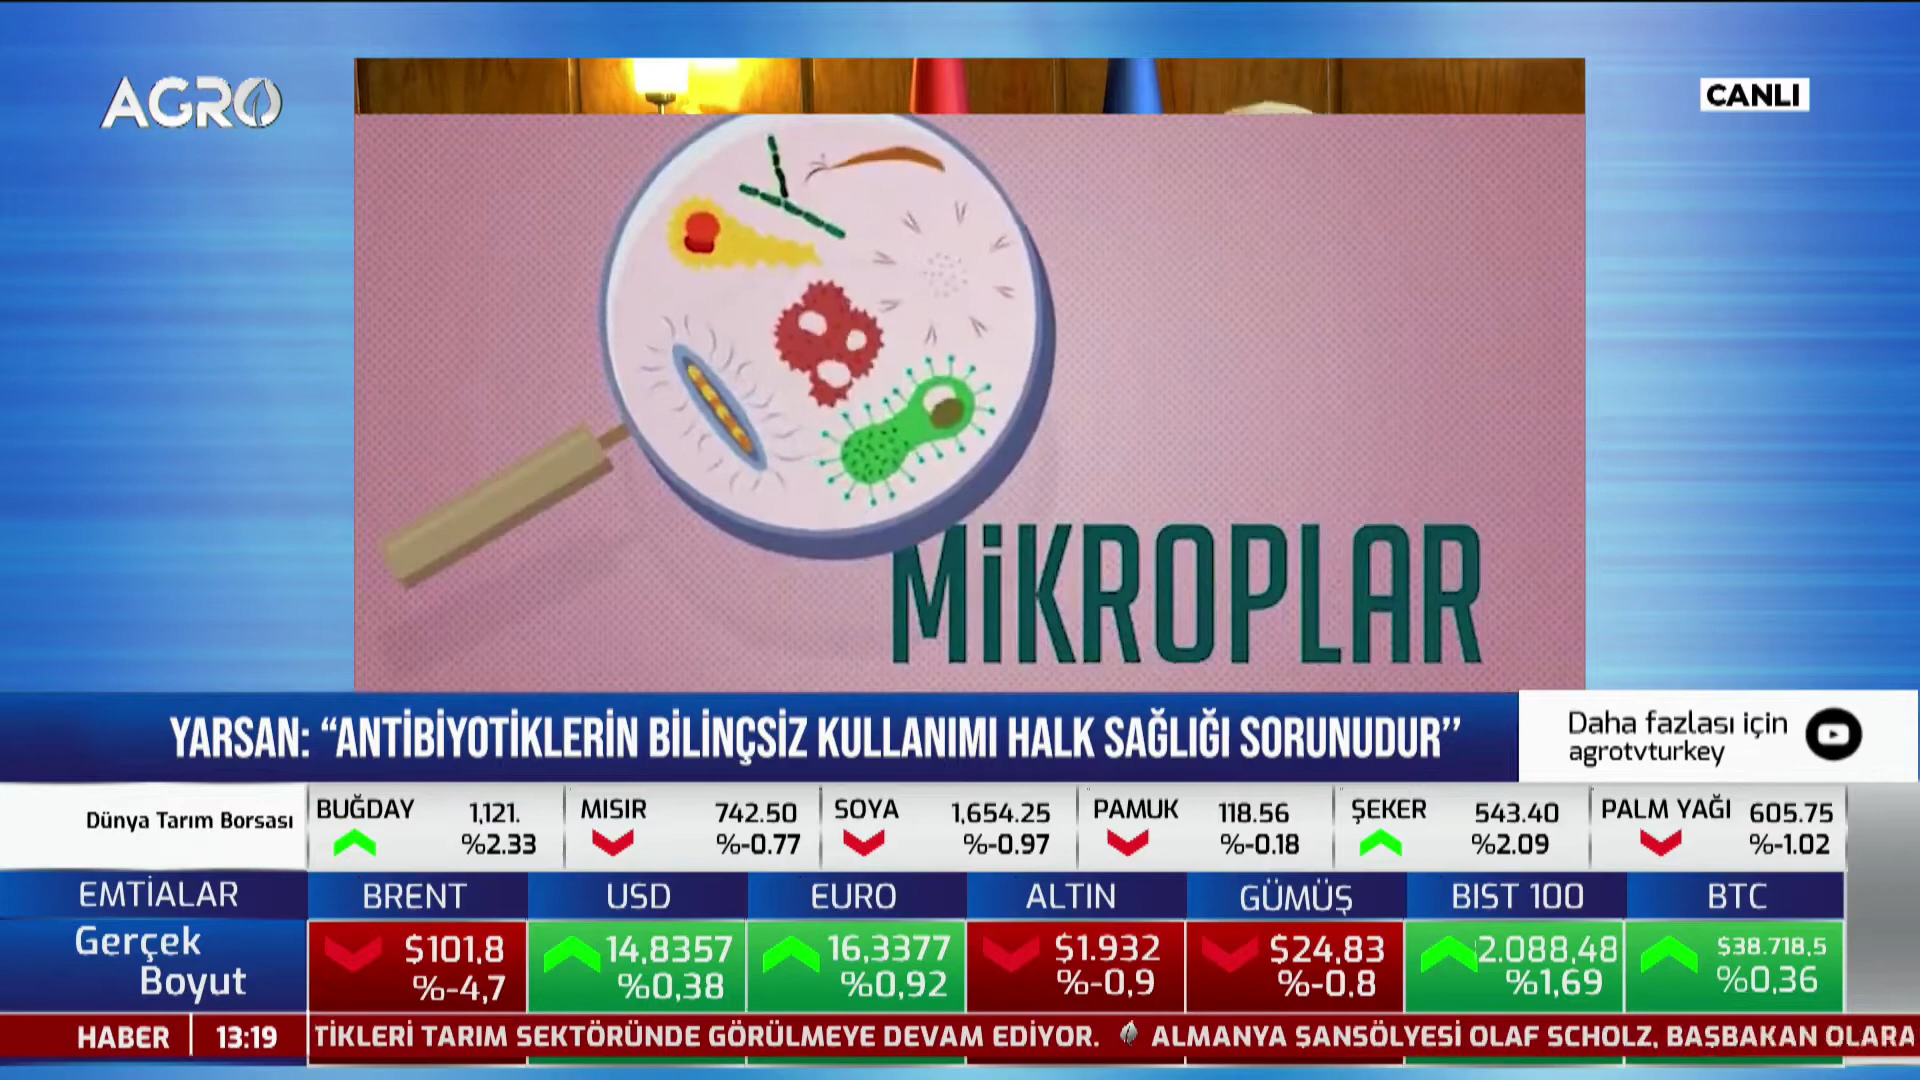 AGRO
CANLI
MİKROPLAR
YARSAN: “ANTİBİYOTİKLERİN BİLİNÇSİZ KULLANIMI HALK SAĞLIĞI SORUNUDUR”
Daha fazlası için
agrotvturkey
Dünya Tarım Borsası
BUĞDAY 1,121. %2.33
MISIR 742.50 %-0.77
SOYA 1,654.25 %-0.97
PAMUK 118.56 %-0.18
ŞEKER 543.40 %2.09
PALM YAĞI 605.75 %-1.02
EMTİALAR
Gerçek
Boyut
BRENT $101,8 %-4,7
USD 14,8357 %0,38
EURO 16,3377 %0,92
ALTIN $1.932 %-0,9
GÜMÜŞ $24,83 %-0.8
BIST 100 2.088,48 %1,69
BTC $38.718,5 %0,36
HABER 13:19 TİKLERİ TARIM SEKTÖRÜNDE GÖRÜLMEYE DEVAM EDİYOR. ALMANYA ŞANSÖLYESİ OLAF SCHOLZ, BAŞBAKAN OLARA